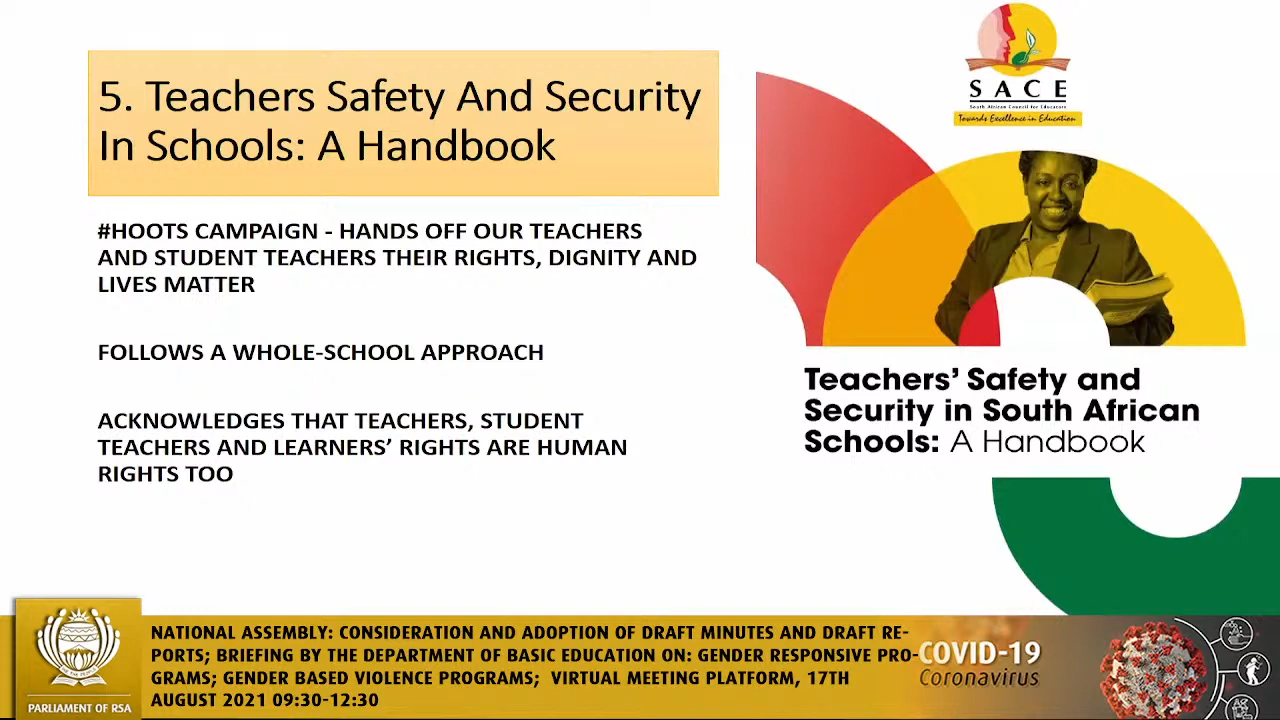 5. Teachers Safety And Security
In Schools: A Handbook
#HOOTS CAMPAIGN - HANDS OFF OUR TEACHERS
AND STUDENT TEACHERS THEIR RIGHTS, DIGNITY AND
LIVES MATTER
FOLLOWS A WHOLE-SCHOOL APPROACH
ACKNOWLEDGES THAT TEACHERS, STUDENT
TEACHERS AND LEARNERS’ RIGHTS ARE HUMAN
RIGHTS TOO
SACE
South African Council for Educators
Towards Excellence in Education
Teachers’ Safety and
Security in South African
Schools: A Handbook
PARLIAMENT OF RSA
NATIONAL ASSEMBLY: CONSIDERATION AND ADOPTION OF DRAFT MINUTES AND DRAFT RE-
PORTS; BRIEFING BY THE DEPARTMENT OF BASIC EDUCATION ON: GENDER RESPONSIVE PRO-
GRAMS; GENDER BASED VIOLENCE PROGRAMS; VIRTUAL MEETING PLATFORM, 17TH
AUGUST 2021 09:30-12:30
COVID-19
Coronavirus